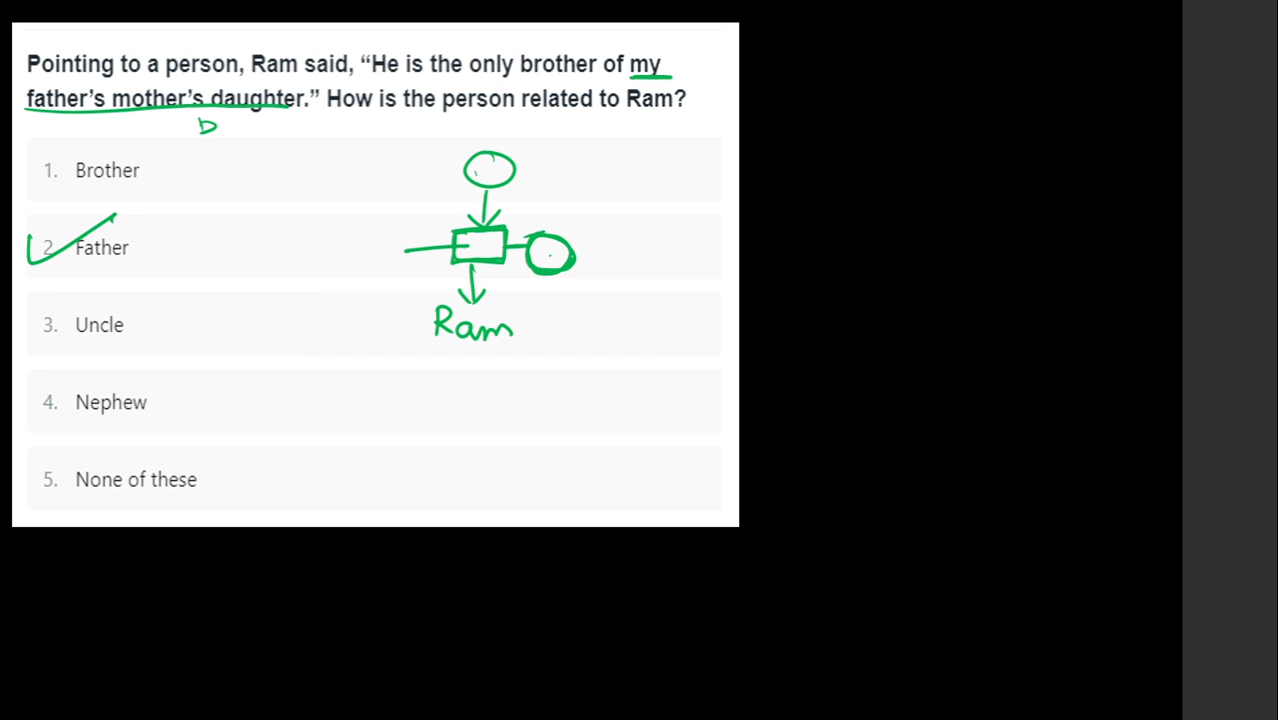 Pointing to a person, Ram said, “He is the only brother of my
father’s mother’s daughter.” How is the person related to Ram?
D
1. Brother
2. Father
3. Uncle
Ram
4. Nephew
5. None of these